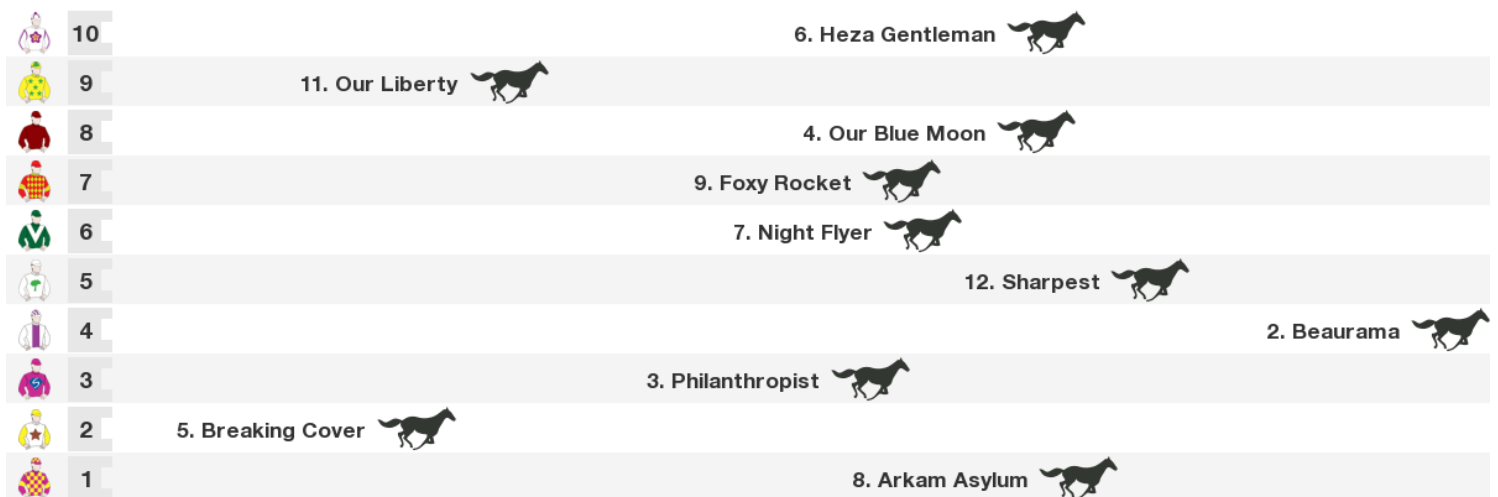 10 6. Heza Gentleman
9 11. Our Liberty
8 4. Our Blue Moon
7 9. Foxy Rocket
6 7. Night Flyer
5 12. Sharpest
4 2. Beaurama
3 3. Philanthropist
2 5. Breaking Cover
1 8. Arkam Asylum